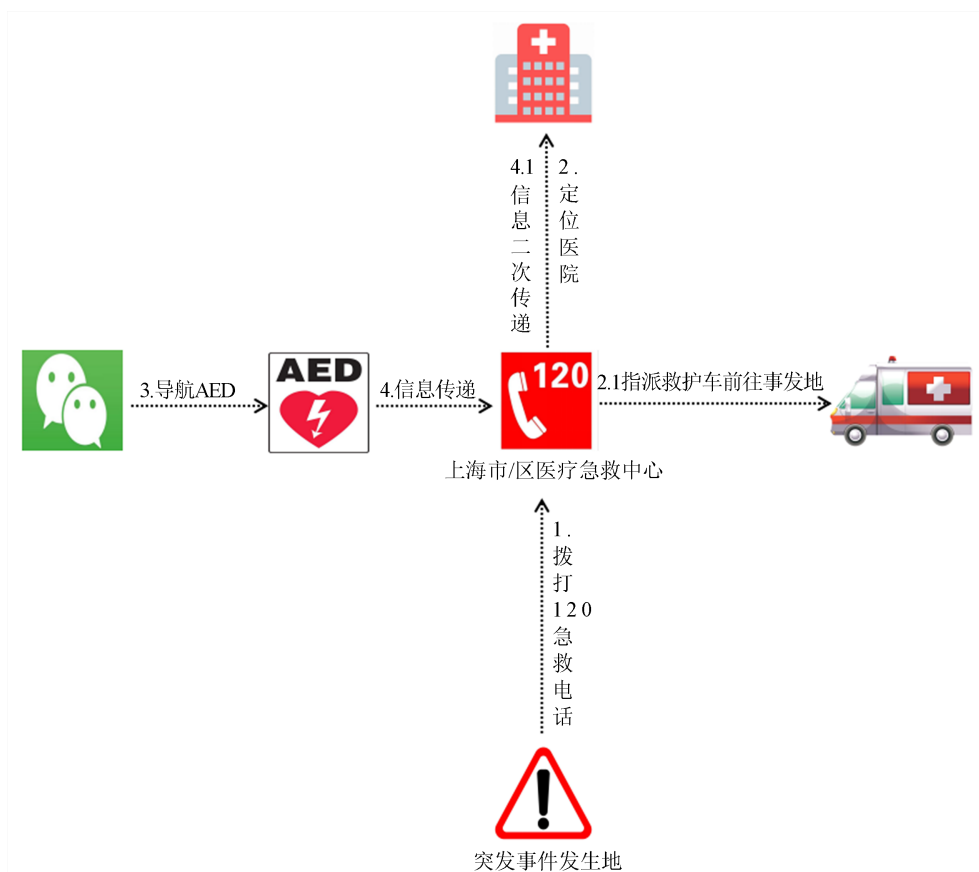 4.1信息二次传递
2.定位医院
3.导航AED
AED
4.信息传递
120
2.1指派救护车前往事发地
上海市/区医疗急救中心
1.拨打120急救电话
突发事件发生地